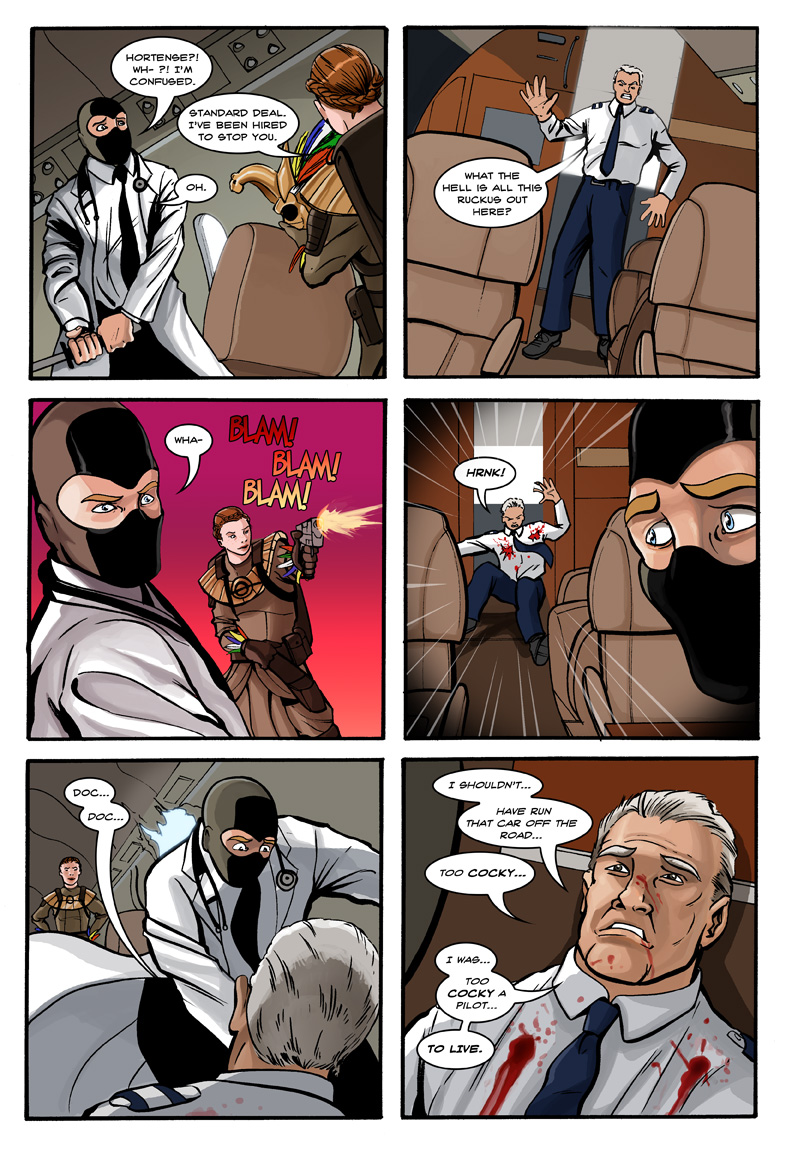 HORTENSE?!
WH- ?! I'M
CONFUSED.
STANDARD DEAL.
I'VE BEEN HIRED
TO STOP YOU.
OH.
WHAT THE
HELL IS ALL THIS
RUCKUS OUT
HERE?
WHA-
BLAM!
BLAM!
BLAM!
HRNK!
DOC...
DOC...
I SHOULDN'T...
HAVE RUN
THAT CAR OFF THE
ROAD...
TOO COCKY...
I WAS...
TOO
COCKY A
PILOT...
TO LIVE.